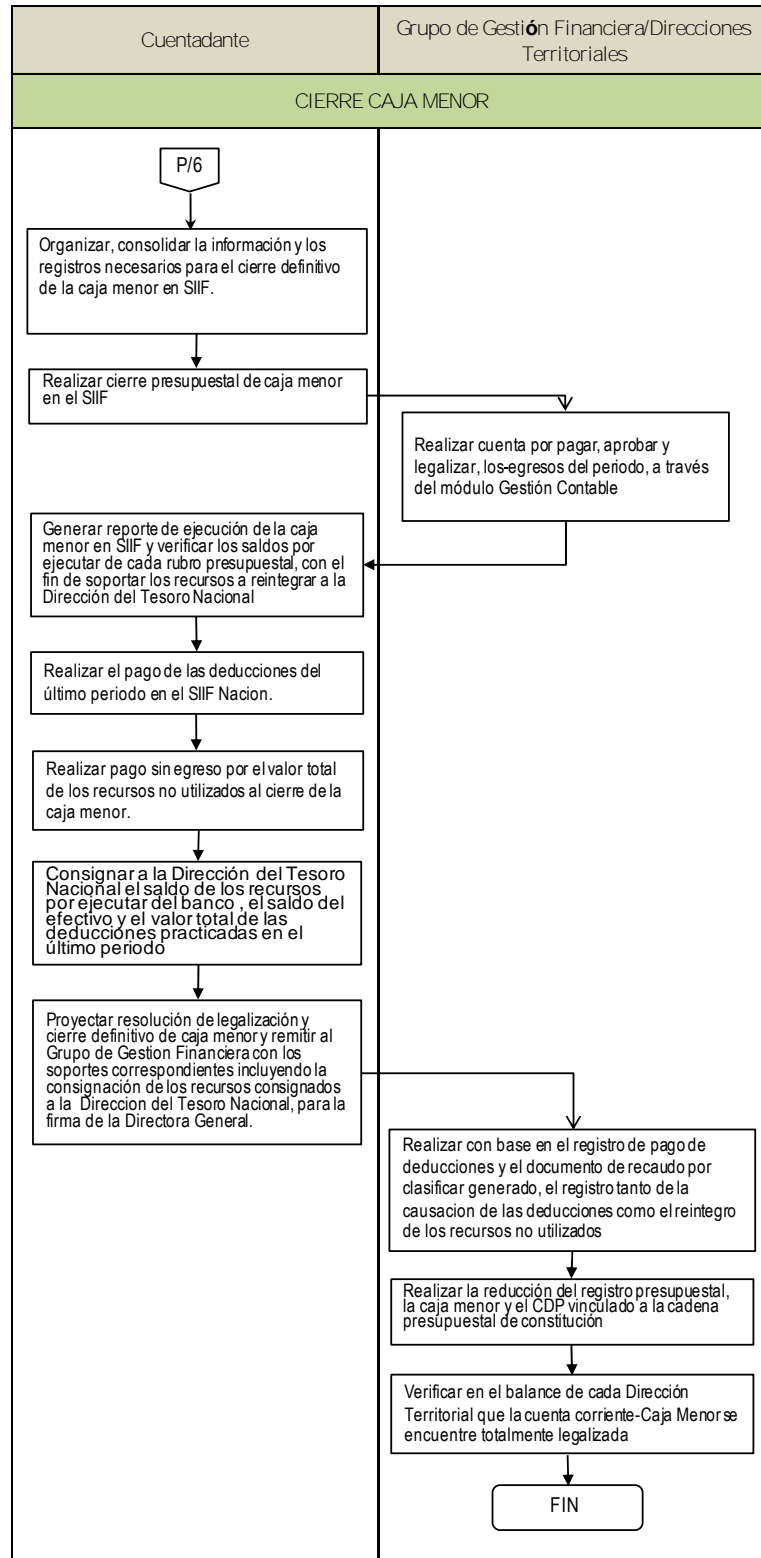 Cuentadante
Grupo de Gestión Financiera/Direcciones
Territoriales
CIERRE CAJA MENOR
P/6
Organizar, consolidar la información y los
registros necesarios para el cierre definitivo
de la caja menor en SIIF.
Realizar cierre presupuestal de caja menor
en el SIIF
Realizar cuenta por pagar, aprobar y
legalizar, los-egresos del periodo, a través
del módulo Gestión Contable
Generar reporte de ejecución de la caja
menor en SIIF y verificar los saldos por
ejecutar de cada rubro presupuestal, con el
fin de soportar los recursos a reintegrar a la
Dirección del Tesoro Nacional
Realizar el pago de las deducciones del
último periodo en el SIIF Nacion.
Realizar pago sin egreso por el valor total
de los recursos no utilizados al cierre de la
caja menor.
Consignar a la Dirección del Tesoro
Nacional el saldo de los recursos
por ejecutar del banco , el saldo del
efectivo y el valor total de las
deducciones practicadas en el
último periodo
Proyectar resolución de legalización y
cierre definitivo de caja menor y remitir al
Grupo de Gestion Financiera con los
soportes correspondientes incluyendo la
consignación de los recursos consignados
a la Direccion del Tesoro Nacional, para la
firma de la Directora General.
Realizar con base en el registro de pago de
deducciones y el documento de recaudo por
clasificar generado, el registro tanto de la
causacion de las deducciones como el reintegro
de los recursos no utilizados
Realizar la reducción del registro presupuestal,
la caja menor y el CDP vinculado a la cadena
presupuestal de constitución
Verificar en el balance de cada Dirección
Territorial que la cuenta corriente-Caja Menor se
encuentre totalmente legalizada
FIN